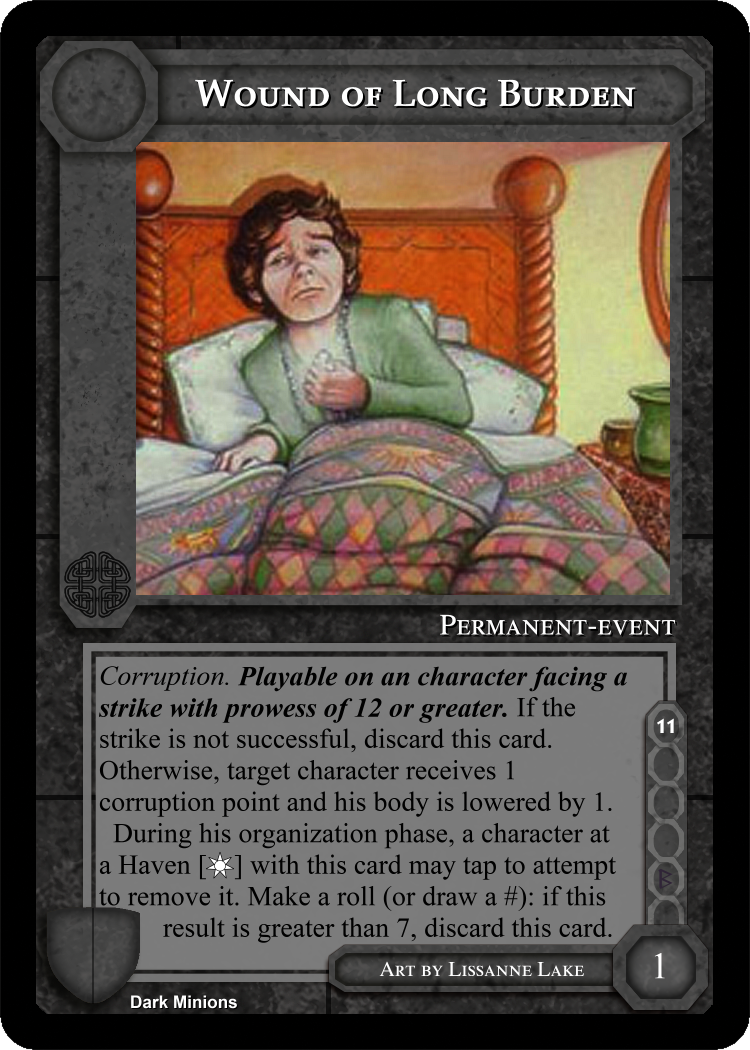 Wound of Long Burden
Permanent-event
Corruption. Playable on an character facing a
strike with prowess of 12 or greater. If the
strike is not successful, discard this card.
Otherwise, target character receives 1
corruption point and his body is lowered by 1.
During his organization phase, a character at
a Haven [☼] with this card may tap to attempt
to remove it. Make a roll (or draw a #): if this
result is greater than 7, discard this card.
11
B
Art by Lissanne Lake
1
Dark Minions